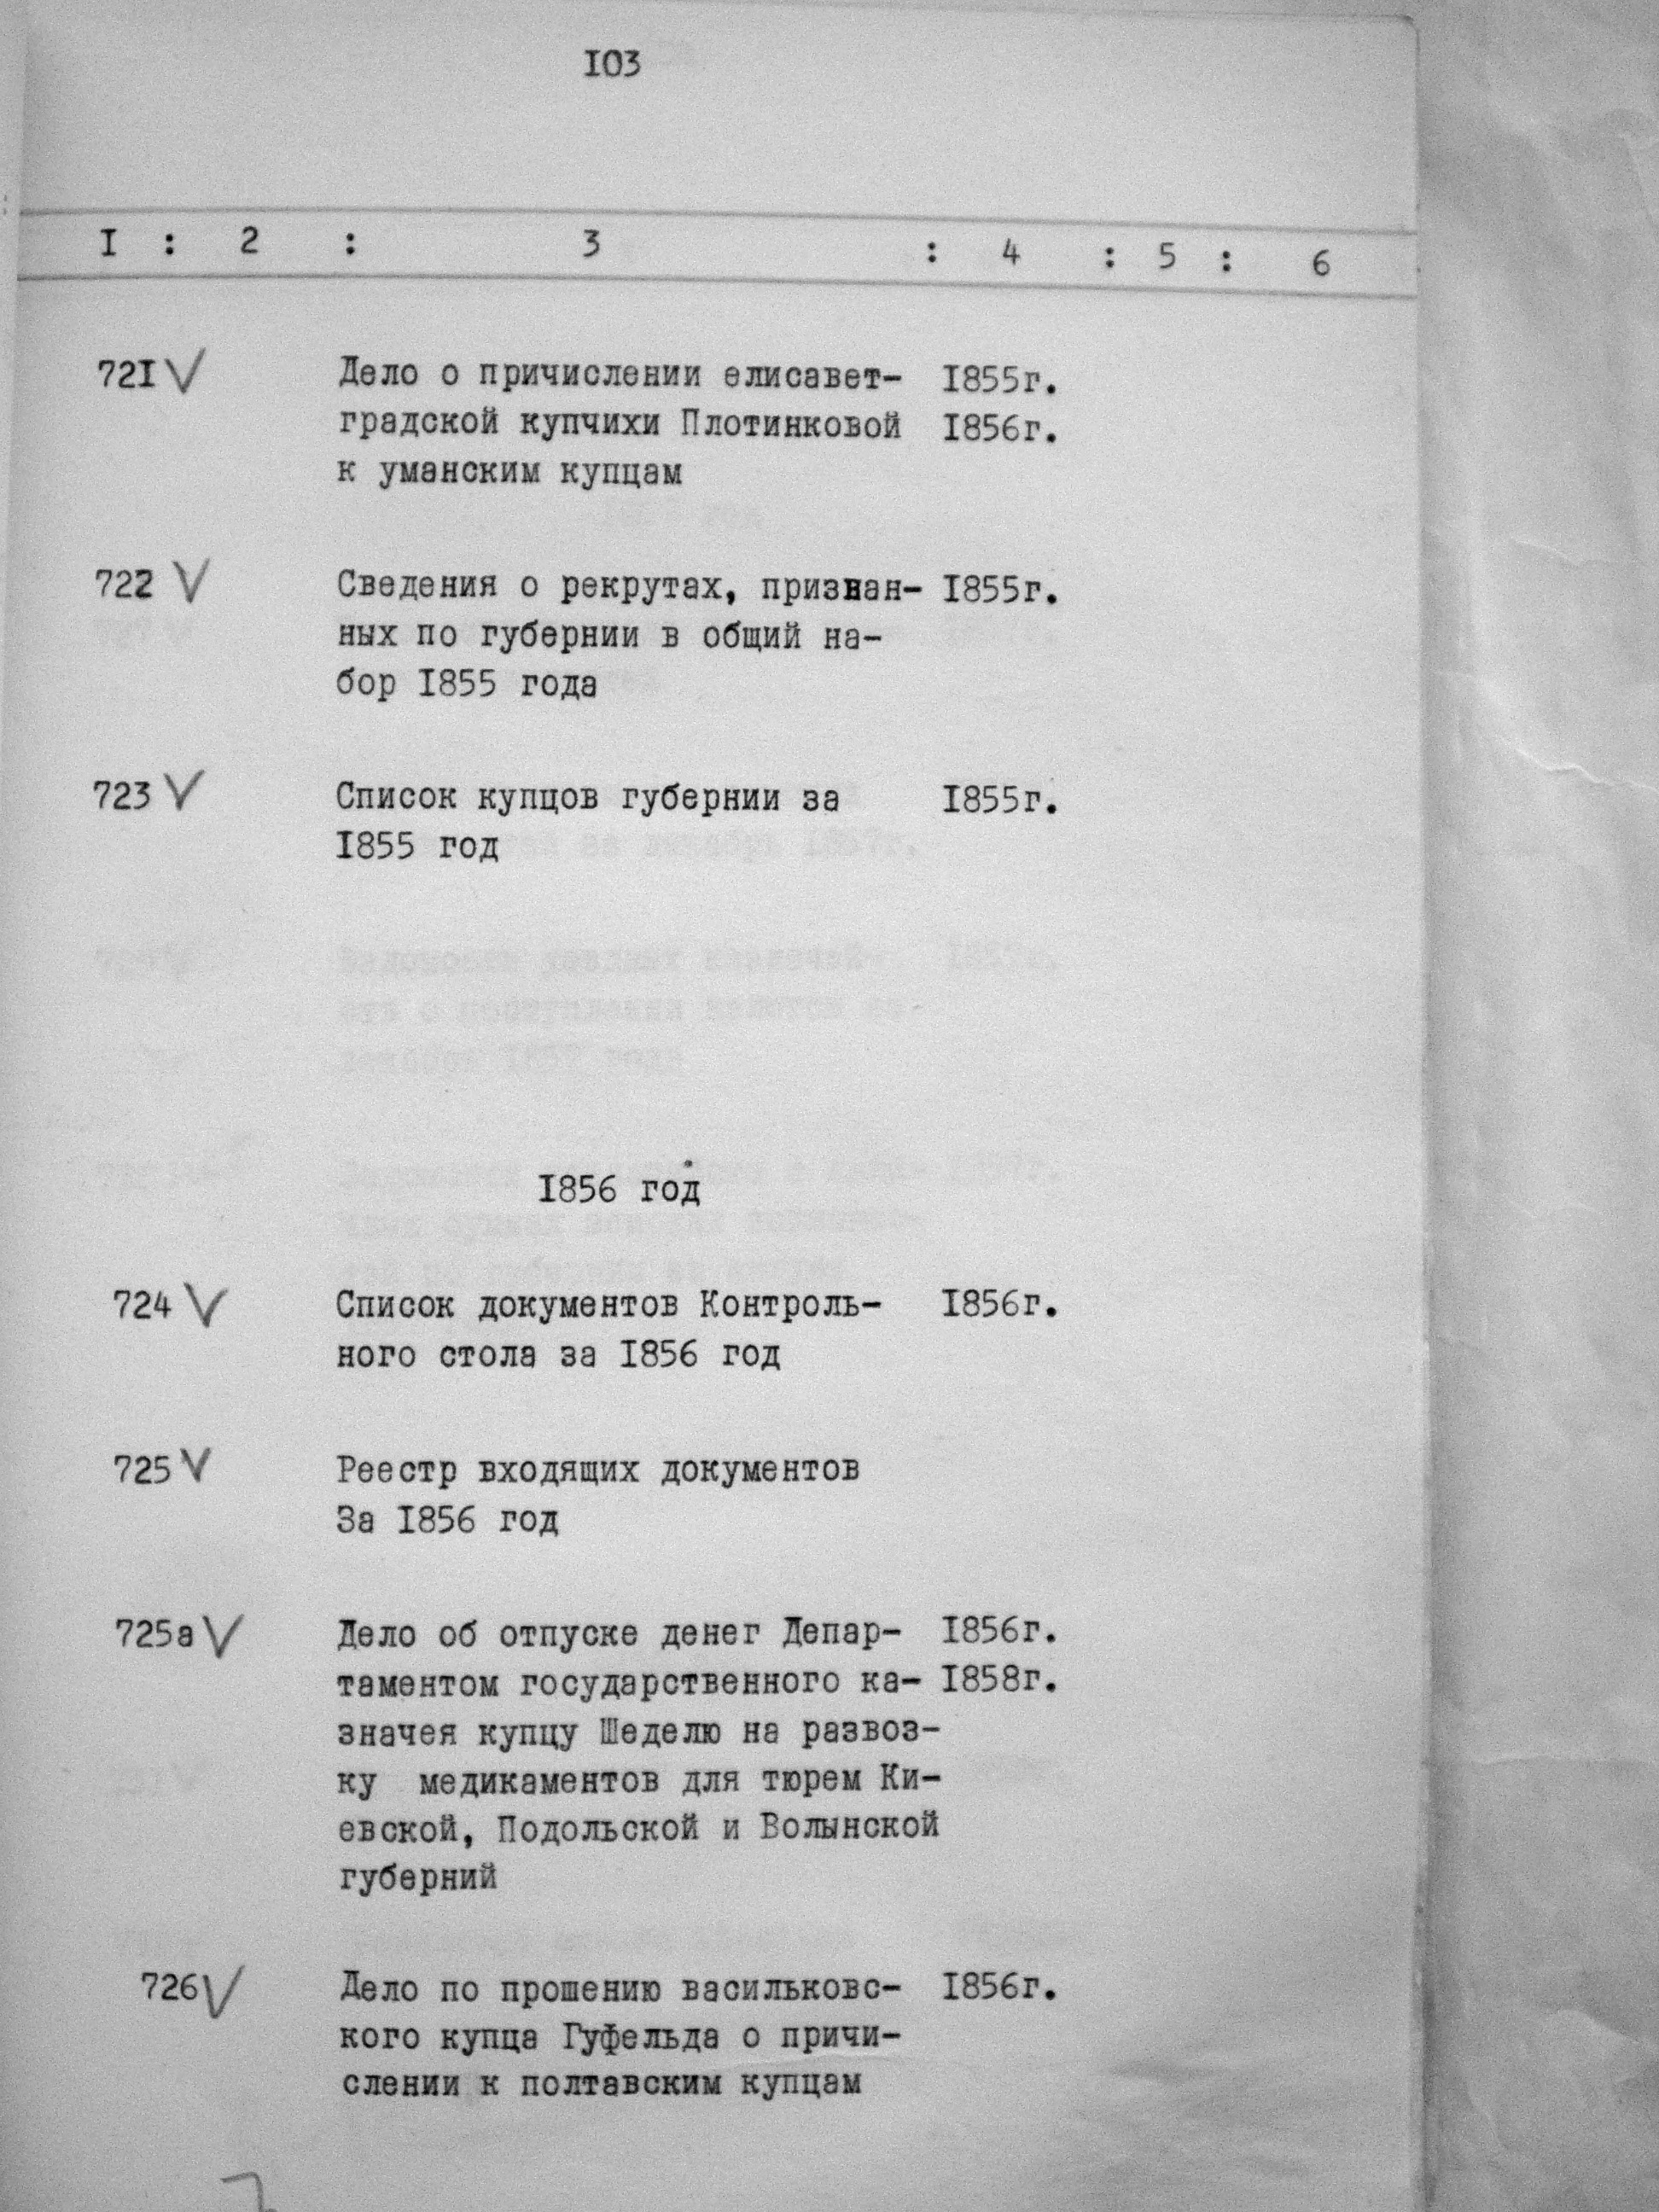 I03
I : 2 : 3 : 4 : 5 : 6
72I V Дело о причислении елисавет- I855г.
градской купчихи Плотинковой I856г.
к уманским купцам
722 V Сведения о рекрутах, признан- I855г.
ных по губернии в общий на-
бор I855 года
723 V Список купцов губернии за I855г.
I855 год
I856 год
724 V Список документов Контроль- I856г.
ного стола за I856 год
725 V Реестр входящих документов
За I856 год
725а V Дело об отпуске денег Депар- I856г.
таментом государственного ка- I858г.
значея купцу Шеделю на развоз-
ку медикаментов для тюрем Ки-
евской, Подольской и Волынской
губерний
726 V Дело по прошению васильковс- I856г.
кого купца Гуфельда о причи-
слении к полтавским купцам